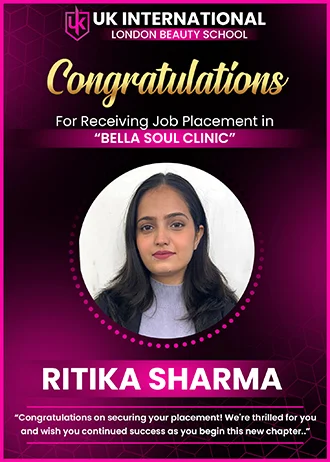 UK INTERNATIONAL
LONDON BEAUTY SCHOOL
Congratulations
For Receiving Job Placement in
“BELLA SOUL CLINIC”
RITIKA SHARMA
“Congratulations on securing your placement! We're thrilled for you
and wish you continued success as you begin this new chapter..”